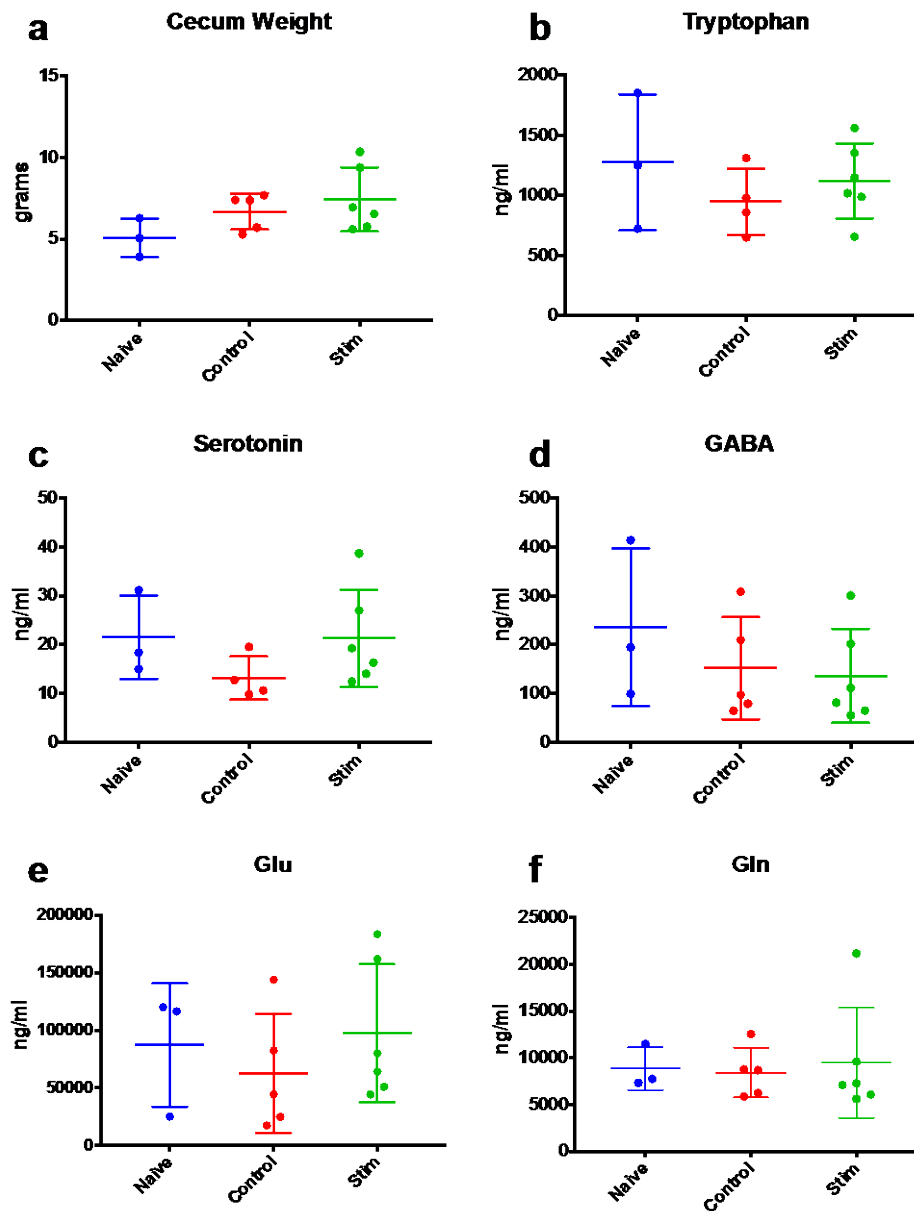 a
Cecum Weight
grams
15
10
5
0
Naive
Control
Stim
b
Tryptophan
ng/ml
2000
1500
1000
500
0
Naive
Control
Stim
c
Serotonin
ng/ml
50
40
30
20
10
0
Naive
Control
Stim
d
GABA
ng/ml
500
400
300
200
100
0
Naive
Control
Stim
e
Glu
ng/ml
200000
150000
100000
50000
0
Naive
Control
Stim
f
Gln
ng/ml
25000
20000
15000
10000
5000
0
Naive
Control
Stim